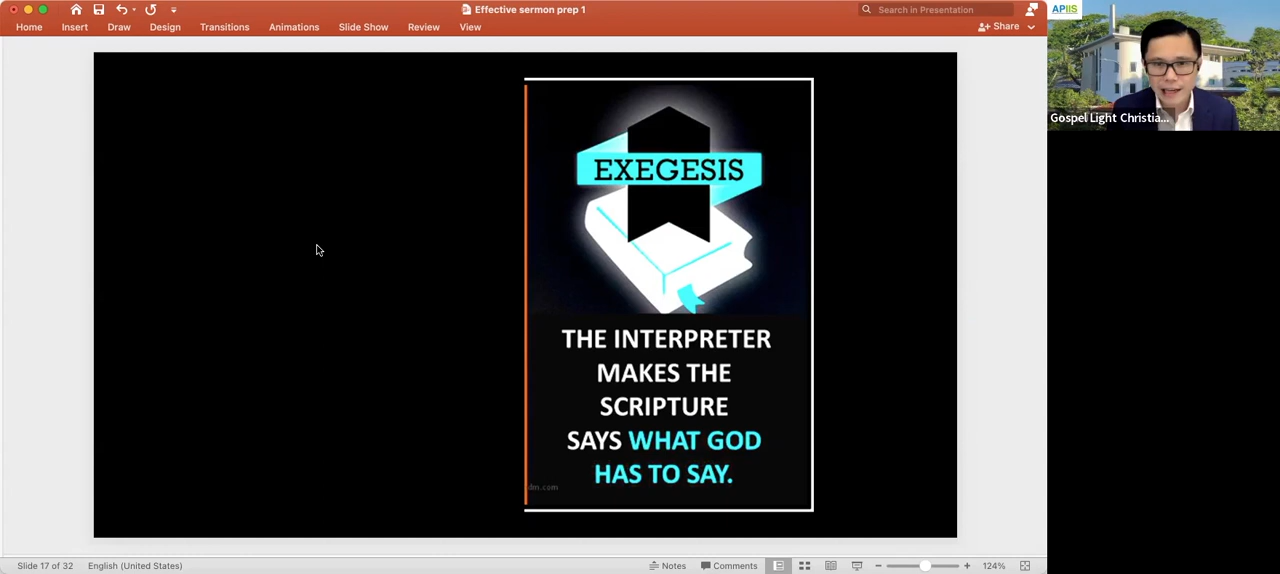 Effective sermon prep 1
Search in Presentation
Home Insert Draw Design Transitions Animations Slide Show Review View
Share
APIIS
Gospel Light Christia...
EXEGESIS
THE INTERPRETER
MAKES THE
SCRIPTURE
SAYS WHAT GOD
HAS TO SAY.
dm.com
Slide 17 of 32 English (United States) Notes Comments 124%